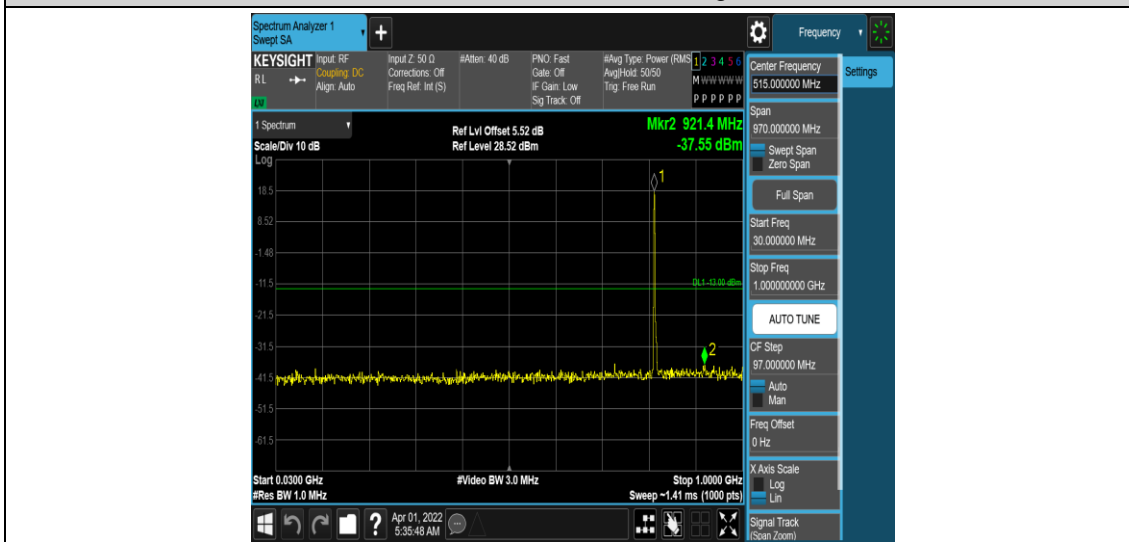 Spectrum Analyzer 1
Swept SA
+
Frequency
KEYSIGHT
RL
Input: RF
Coupling: DC
Align: Auto
Input Z: 50 Ω
Corrections: Off
Freq Ref: Int (S)
#Atten: 40 dB
PNO: Fast
Gate: Off
IF Gain: Low
Sig Track: Off
#Avg Type: Power (RMS
Avg|Hold: 50/50
Trig: Free Run
1 2 3 4 5 6
M W W W W W
P P P P P P
1 Spectrum
Scale/Div 10 dB
Log
Ref Lvl Offset 5.52 dB
Ref Level 28.52 dBm
Mkr2 921.4 MHz
-37.55 dBm
1
18.5
8.52
-1.48
-11.5
DL1 -13.00 dBm
-21.5
-31.5
2
-41.5
-51.5
-61.5
Start 0.0300 GHz
#Video BW 3.0 MHz
Stop 1.0000 GHz
#Res BW 1.0 MHz
Sweep ~1.41 ms (1000 pts)
?
Apr 01, 2022
5:35:48 AM
Center Frequency
515.000000 MHz
Settings
Span
970.000000 MHz
Swept Span
Zero Span
Full Span
Start Freq
30.000000 MHz
Stop Freq
1.000000000 GHz
AUTO TUNE
CF Step
97.000000 MHz
Auto
Man
Freq Offset
0 Hz
X Axis Scale
Log
Lin
Signal Track
(Span Zoom)